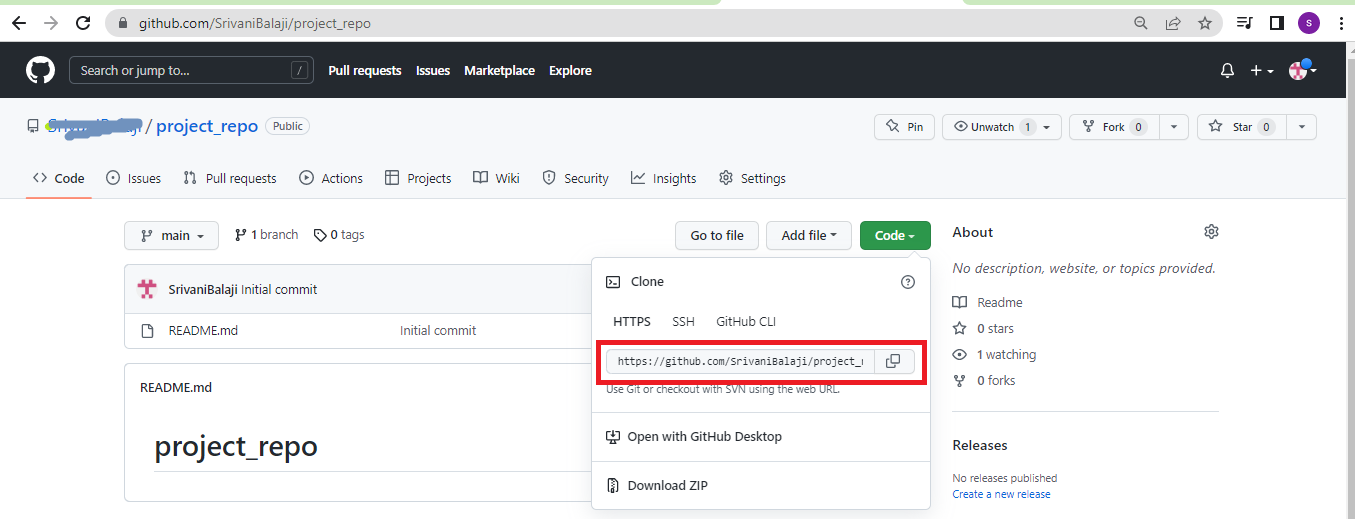 github.com/SrivaniBalaji/project_repo
S
Search or jump to... /
Pull requests Issues Marketplace Explore
/ project_repo Public
Pin Unwatch 1 Fork 0 Star 0
Code Issues Pull requests Actions Projects Wiki Security Insights Settings
main 1 branch 0 tags Go to file Add file Code
SrivaniBalaji Initial commit
README.md Initial commit
README.md
project_repo
Clone
HTTPS SSH GitHub CLI
https://github.com/SrivaniBalaji/project_
Use Git or checkout with SVN using the web URL.
Open with GitHub Desktop
Download ZIP
About
No description, website, or topics provided.
Readme
0 stars
1 watching
0 forks
Releases
No releases published
Create a new release